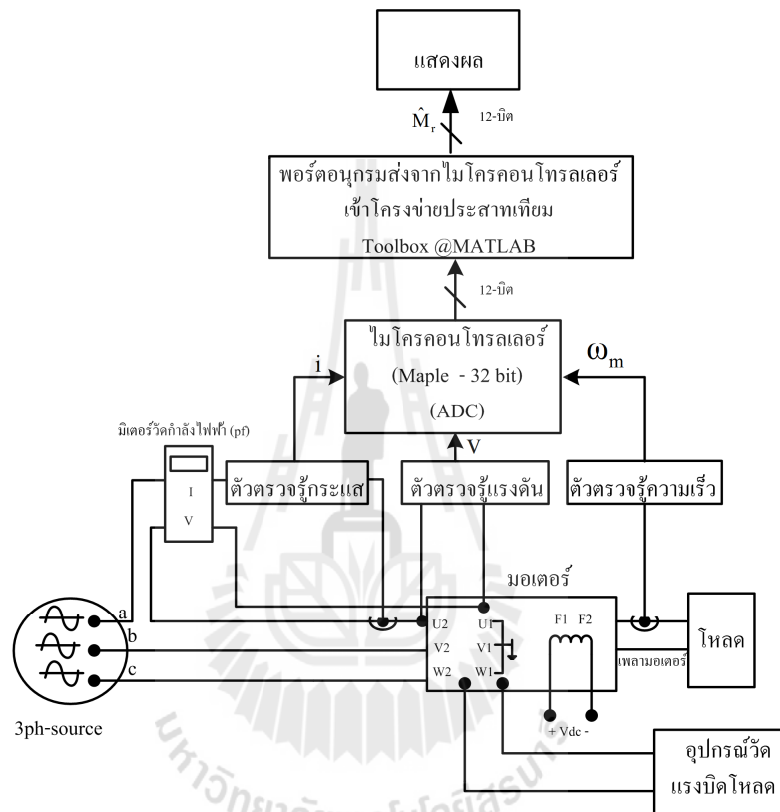 แสดงผล
M̂r
12-บิต
พอร์ตอนุกรมส่งจากไมโครคอนโทรลเลอร์
เข้าโครงข่ายประสาทเทียม
Toolbox @MATLAB
12-บิต
ไมโครคอนโทรลเลอร์
(Maple - 32 bit)
(ADC)
i
ωm
V
มิเตอร์วัดกำลังไฟฟ้า (pf)
I
V
ตัวตรวจรู้กระแส
ตัวตรวจรู้แรงดัน
ตัวตรวจรู้ความเร็ว
มอเตอร์
a
b
c
3ph-source
U2 U1
V2 V1
W2 W1
F1 F2
+ Vdc -
เพลามอเตอร์
โหลด
อุปกรณ์วัด
แรงบิดโหลด